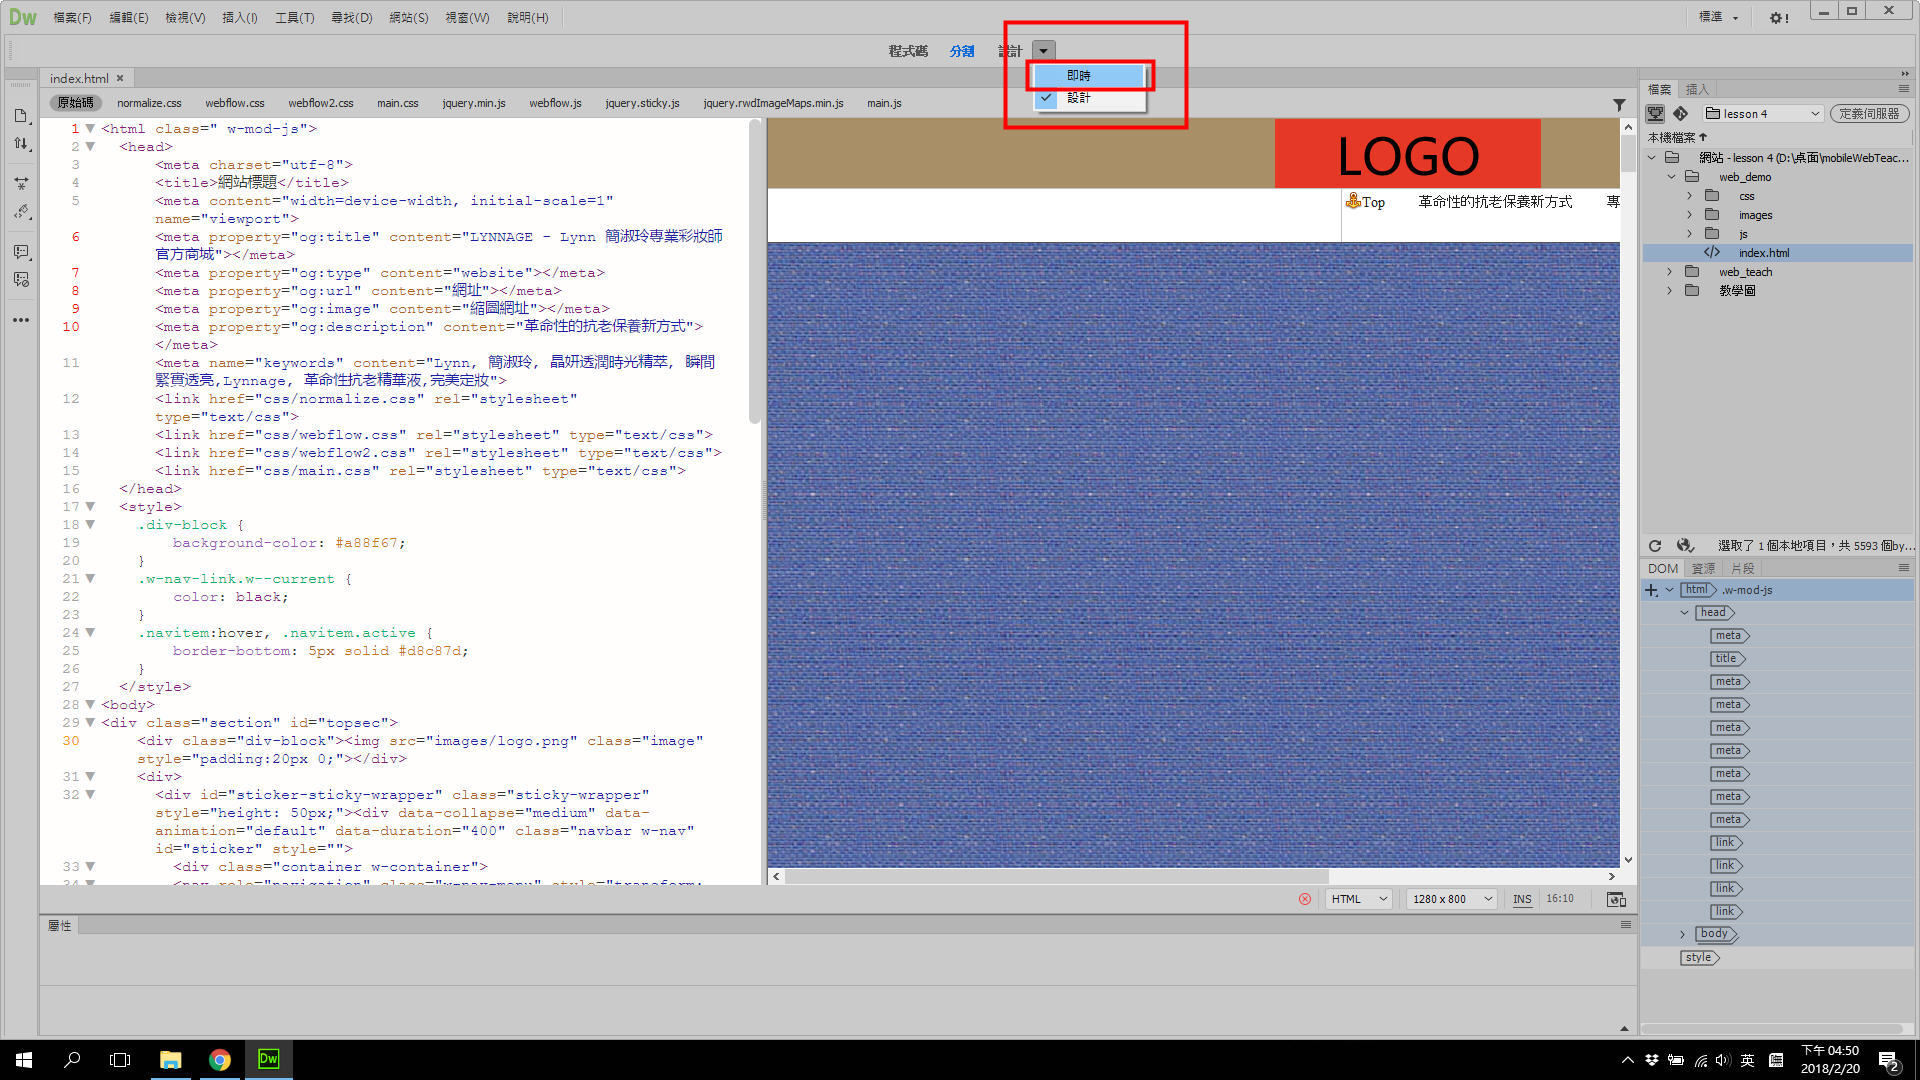 Dw 檔案(F) 編輯(E) 檢視(V) 插入(I) 工具(T) 尋找(D) 網站(S) 視窗(W) 說明(H) 標準
程式碼 分割 設計
即時
設計
index.html
原始碼 normalize.css webflow.css webflow2.css main.css jquery.min.js webflow.js jquery.sticky.js jquery.rwdImageMaps.min.js main.js
1 <html class=" w-mod-js">
2 <head>
3 <meta charset="utf-8">
4 <title>網站標題</title>
5 <meta content="width=device-width, initial-scale=1"
name="viewport">
6 <meta property="og:title" content="LYNNAGE - Lynn 簡淑玲專業彩妝師
官方商城"></meta>
7 <meta property="og:type" content="website"></meta>
8 <meta property="og:url" content="網址"></meta>
9 <meta property="og:image" content="縮圖網址"></meta>
10 <meta property="og:description" content="革命性的抗老保養新方式">
</meta>
11 <meta name="keywords" content="Lynn, 簡淑玲, 晶妍透潤時光精萃, 瞬間
緊實透亮,Lynnage, 革命性抗老精華液,完美定妝">
12 <link href="css/normalize.css" rel="stylesheet"
type="text/css">
13 <link href="css/webflow.css" rel="stylesheet" type="text/css">
14 <link href="css/webflow2.css" rel="stylesheet" type="text/css">
15 <link href="css/main.css" rel="stylesheet" type="text/css">
16 </head>
17 <style>
18 .div-block {
19 background-color: #a88f67;
20 }
21 .w-nav-link.w--current {
22 color: black;
23 }
24 .navitem:hover, .navitem.active {
25 border-bottom: 5px solid #d8c87d;
26 }
27 </style>
28 <body>
29 <div class="section" id="topsec">
30 <div class="div-block"><img src="images/logo.png" class="image"
style="padding:20px 0;"></div>
31 <div>
32 <div id="sticker-sticky-wrapper" class="sticky-wrapper"
style="height: 50px;"><div data-collapse="medium" data-
animation="default" data-duration="400" class="navbar w-nav"
id="sticker" style="">
33 <div class="container w-container">
34 <nav role="navigation" class="w-nav-menu" style="transform:
LOGO
Top 革命性的抗老保養新方式 專
HTML 1280 x 800 INS 16:10
屬性
檔案 插入
lesson 4 定義伺服器
本機檔案
網站 - lesson 4 (D:\桌面\mobileWebTeac...
web_demo
css
images
js
index.html
web_teach
教學圖
選取了 1 個本地項目，共 5593 個by...
DOM 資源 片段
html .w-mod-js
head
meta
title
meta
meta
meta
meta
meta
meta
meta
link
link
link
link
body
style
Dw
英
下午 04:50
2018/2/20
2